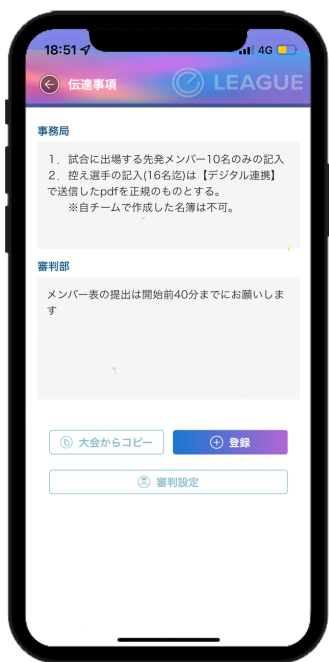 18:51 4G
伝達事項 LEAGUE
事務局
1．試合に出場する先発メンバー10名のみの記入
2．控え選手の記入(16名迄)は【デジタル連携】
で送信したpdfを正規のものとする。
※自チームで作成した名簿は不可。
審判部
メンバー表の提出は開始前40分までにお願いしま
す
大会からコピー 登録
審判設定